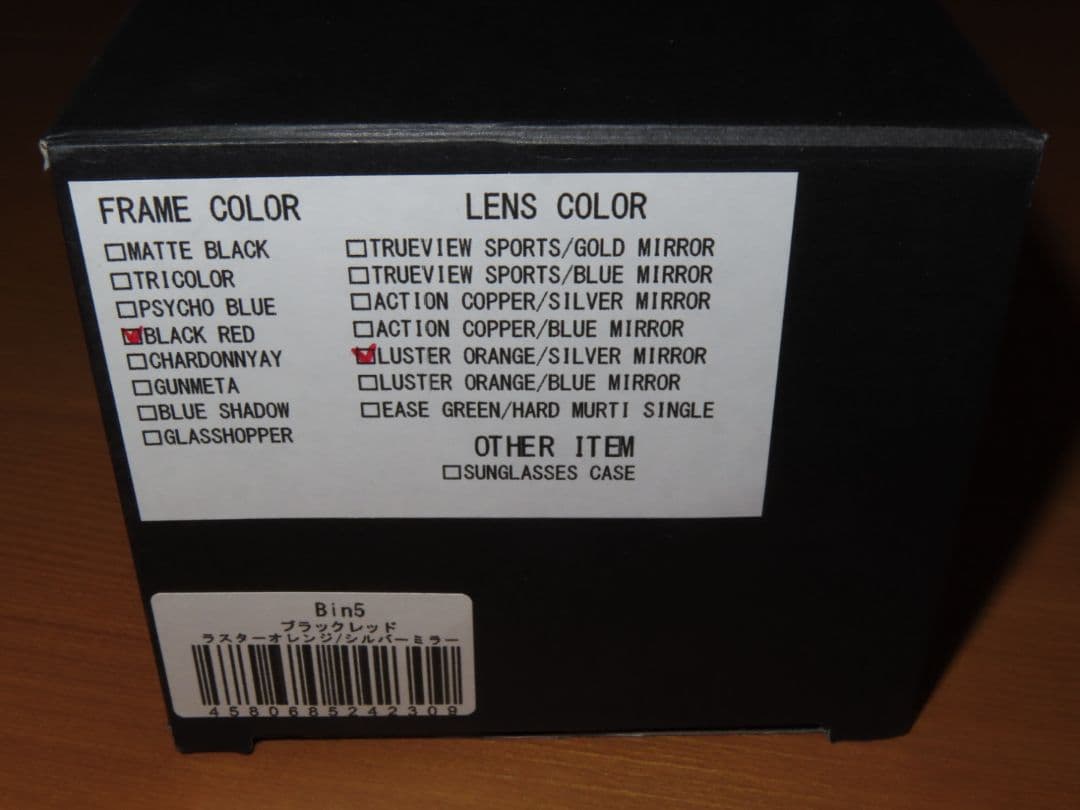 FRAME COLOR
□MATTE BLACK
□TRICOLOR
□PSYCHO BLUE
☑BLACK RED
□CHARDONNYAY
□GUNMETA
□BLUE SHADOW
□GLASSHOPPER
LENS COLOR
□TRUEVIEW SPORTS/GOLD MIRROR
□TRUEVIEW SPORTS/BLUE MIRROR
□ACTION COPPER/SILVER MIRROR
□ACTION COPPER/BLUE MIRROR
☑LUSTER ORANGE/SILVER MIRROR
□LUSTER ORANGE/BLUE MIRROR
□EASE GREEN/HARD MURTI SINGLE
OTHER ITEM
□SUNGLASSES CASE
Bin5
ブラックレッド
ラスターオレンジ/シルバーミラー
4580685242309